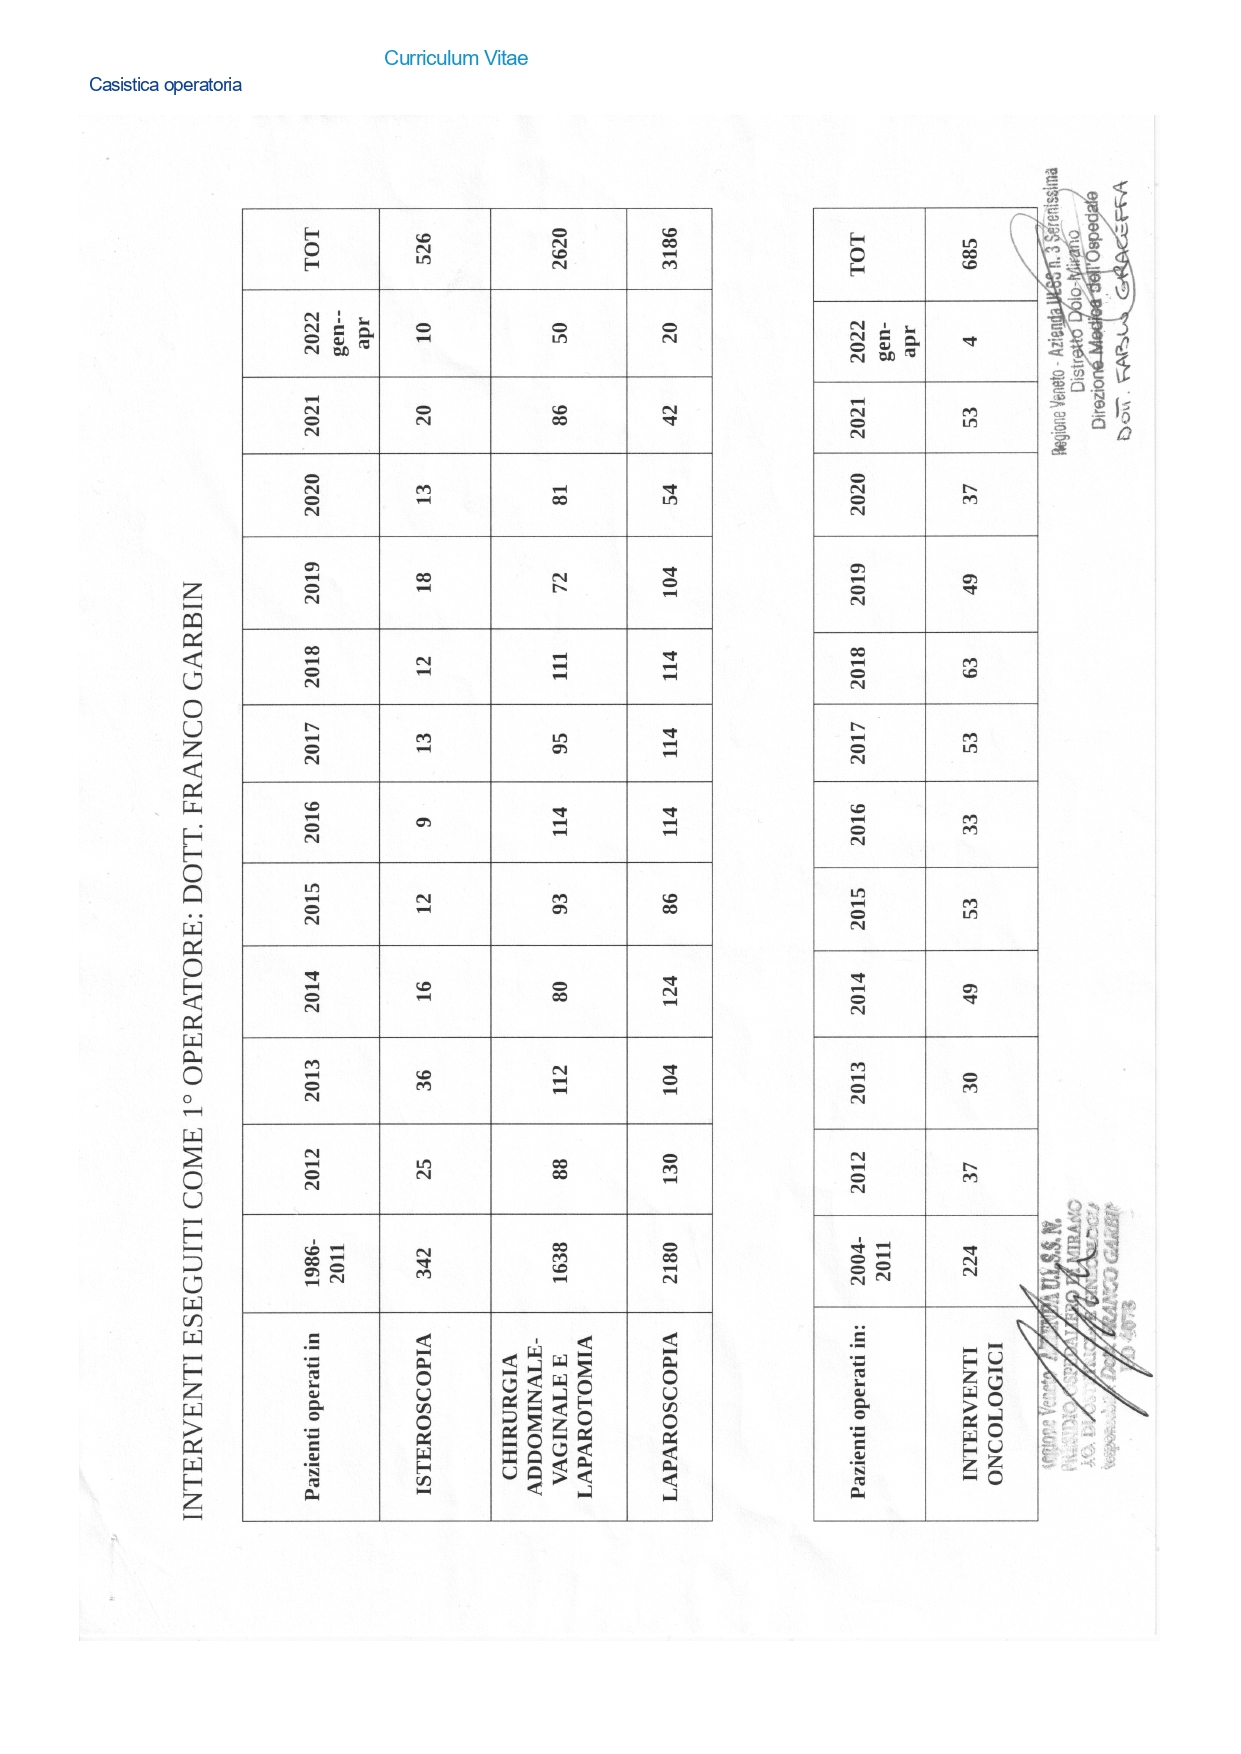 Curriculum Vitae
Casistica operatoria
INTERVENTI ESEGUITI COME 1° OPERATORE: DOTT. FRANCO GARBIN
Pazienti operati in 1986-2011 2012 2013 2014 2015 2016 2017 2018 2019 2020 2021 2022 gen--apr TOT
ISTEROSCOPIA 342 25 36 16 12 9 13 12 18 13 20 10 526
CHIRURGIA ADDOMINALE-VAGINALE E LAPAROTOMIA 1638 88 112 80 93 114 95 111 72 81 86 50 2620
LAPAROSCOPIA 2180 130 104 124 86 114 114 114 104 54 42 20 3186
Pazienti operati in: 2004-2011 2012 2013 2014 2015 2016 2017 2018 2019 2020 2021 2022 gen-apr TOT
INTERVENTI ONCOLOGICI 224 37 30 49 53 33 53 63 49 37 53 4 685
Regione Veneto - Azienda ULSS n. 3 Serenissima
Distretto Dolo-Mirano
Direzione Medica dell'Ospedale
DOTT. FABIO GRACEFFA
Veneto U.L.S.S. N.
PRESIDIO OSPEDALIERO DI MIRANO
GINECOLOGIA
Dott. FRANCO GARBIN